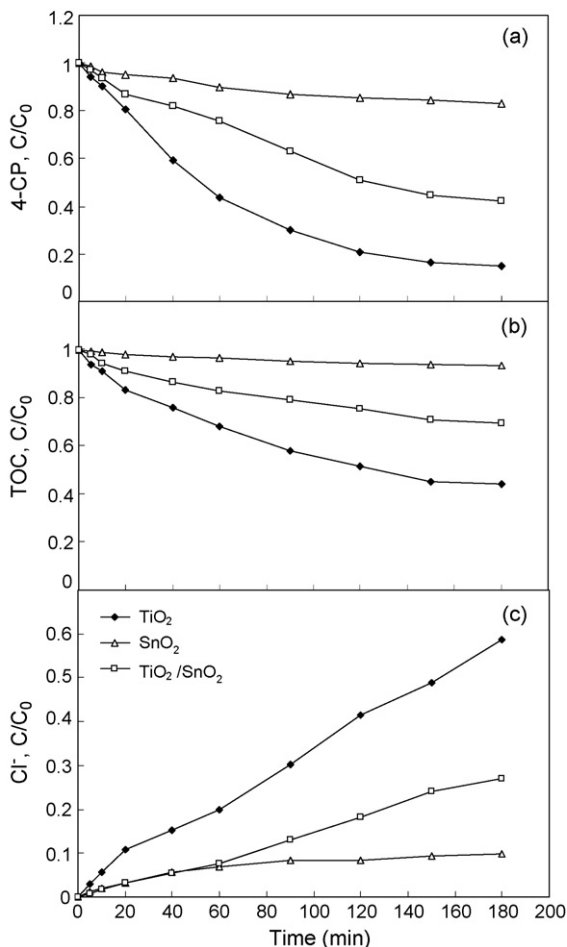 (a)
1.2
1
0.8
0.6
0.4
0.2
0
4-CP, C/C₀
(b)
1
0.8
0.6
0.4
0.2
0
TOC, C/C₀
(c)
TiO₂
SnO₂
TiO₂ /SnO₂
0.6
0.5
0.4
0.3
0.2
0.1
0
Cl⁻, C/C₀
0 20 40 60 80 100 120 140 160 180 200
Time (min)